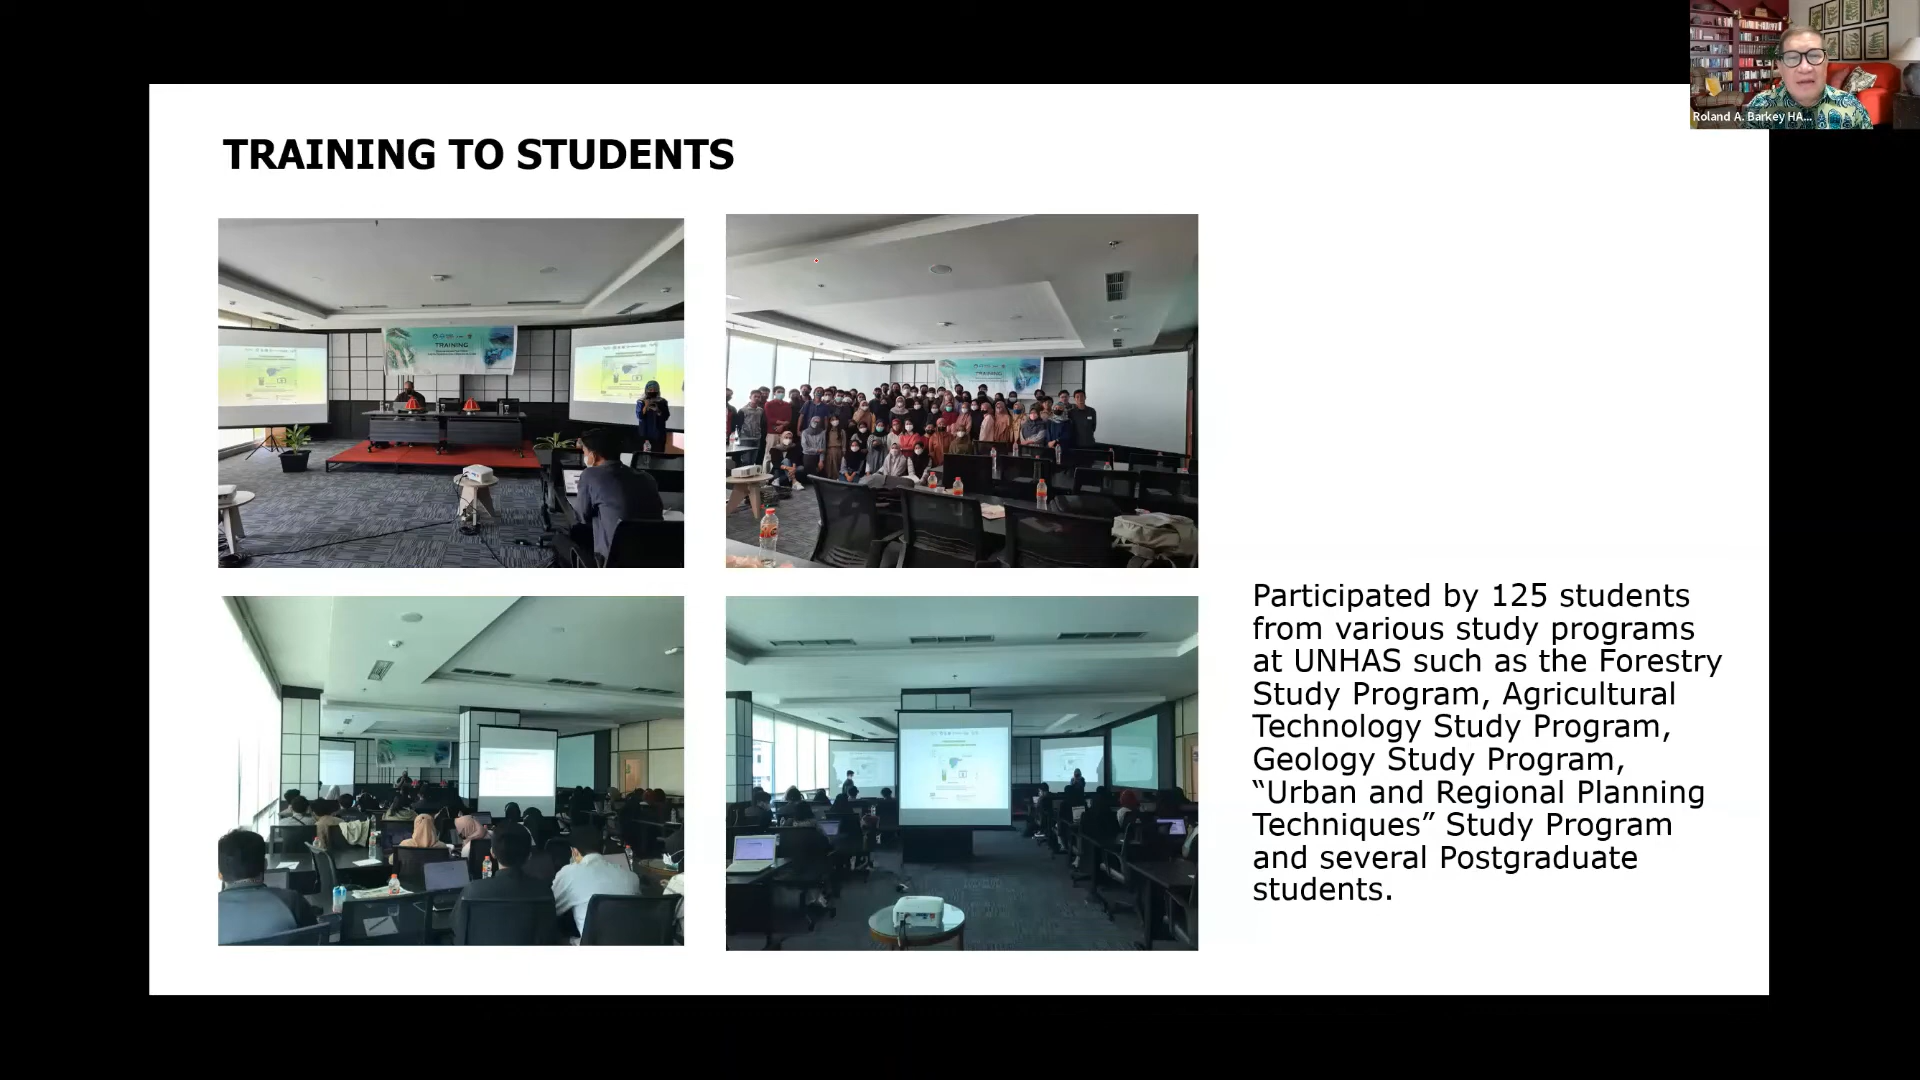 Roland A. Barkey HA...
TRAINING TO STUDENTS
TRAINING
TRAINING
Participated by 125 students
from various study programs
at UNHAS such as the Forestry
Study Program, Agricultural
Technology Study Program,
Geology Study Program,
“Urban and Regional Planning
Techniques” Study Program
and several Postgraduate
students.